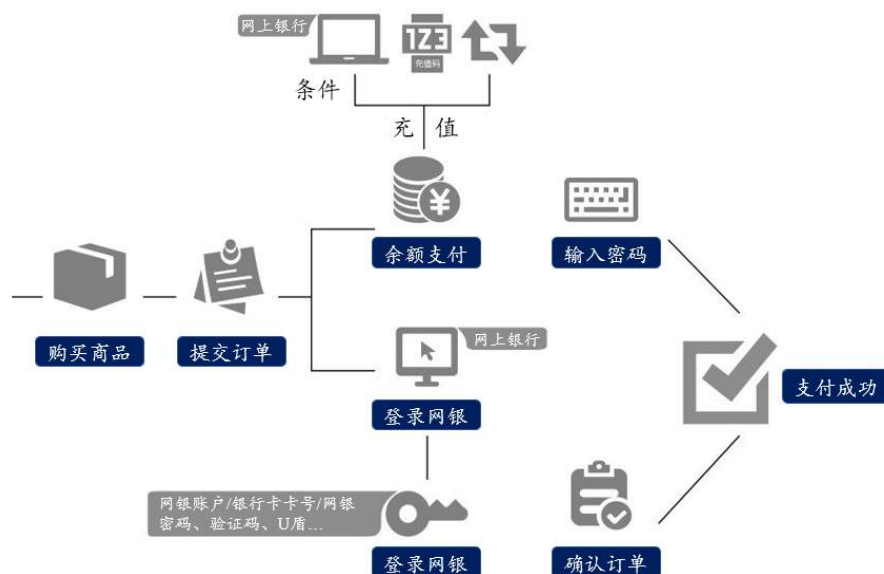 网上银行
123
充值码
条件
充 值
余额支付
输入密码
购买商品
提交订单
网上银行
支付成功
登录网银
网银账户/银行卡卡号/网银
密码、验证码、U盾...
登录网银
确认订单